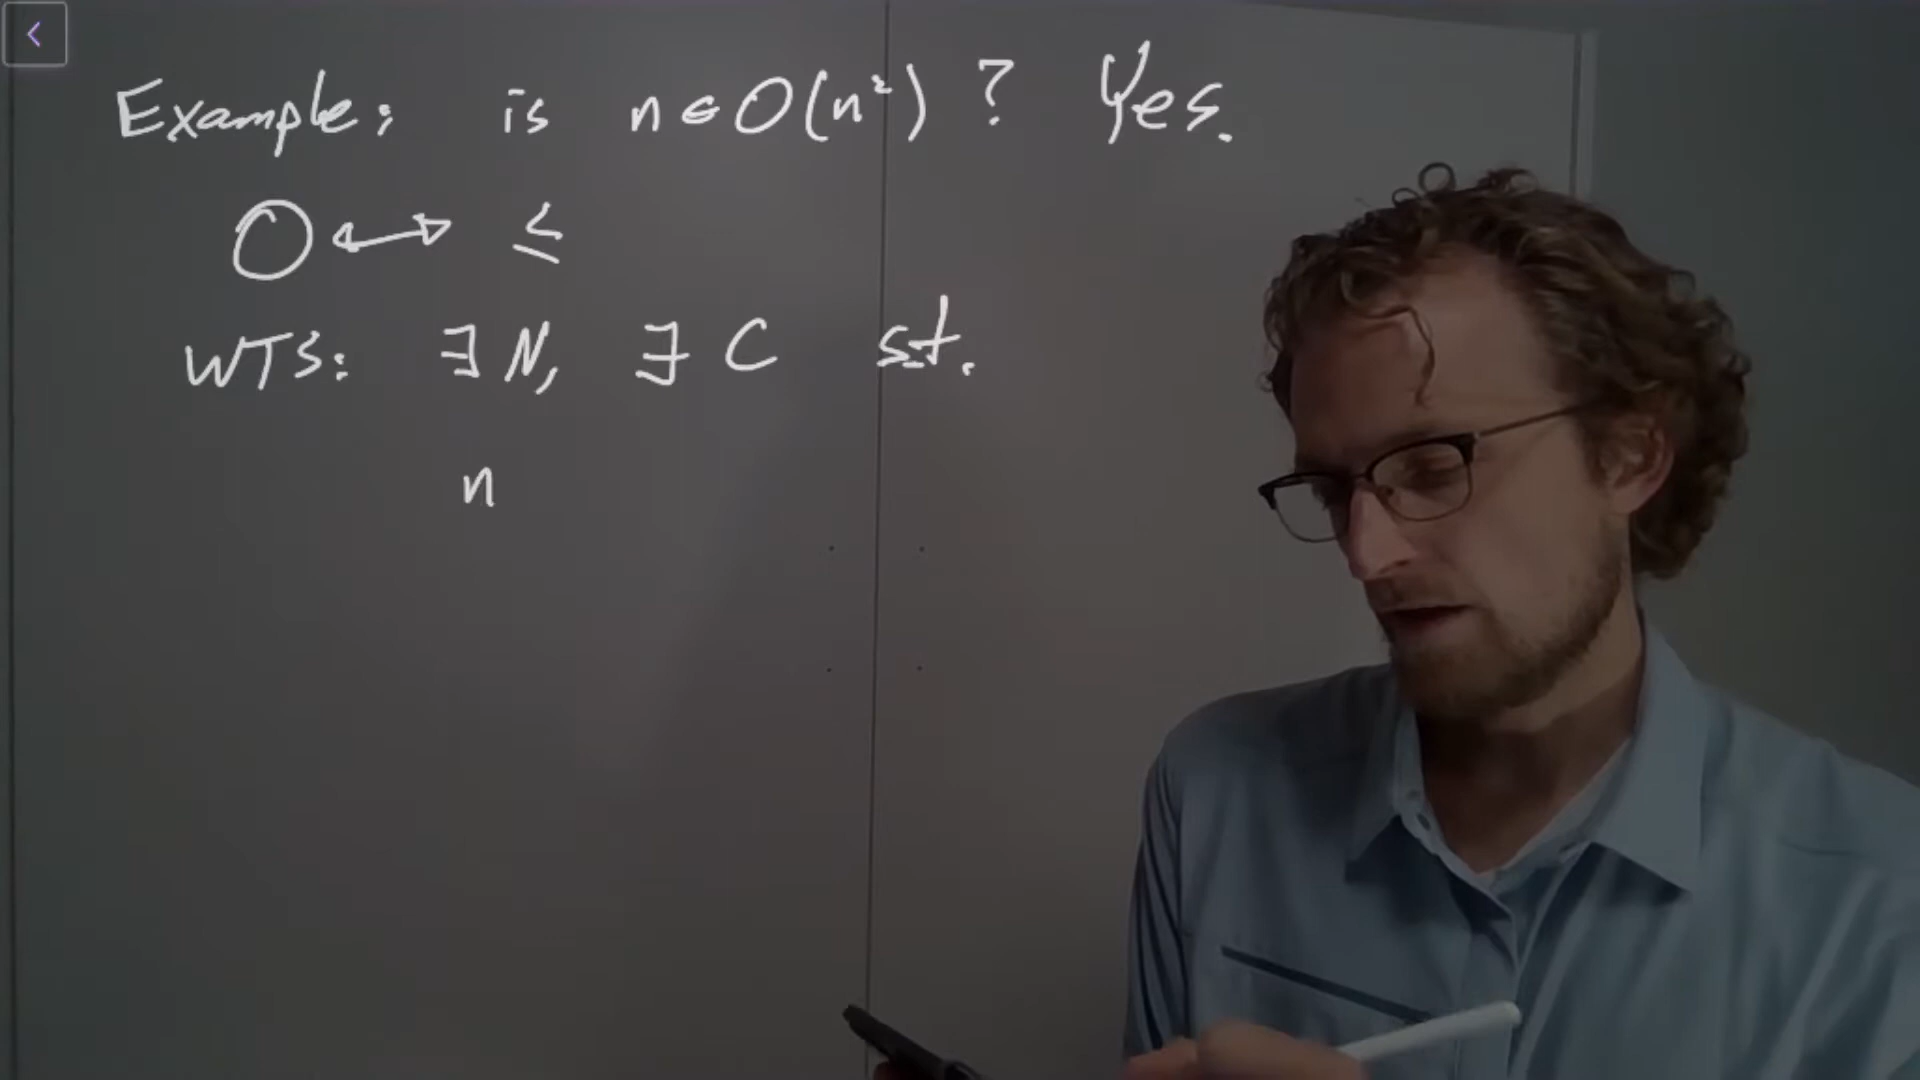 Example: is n ∈ O(n²) ? Yes.
O ↔ ≤
WTS: ∃ N, ∃ C s.t.
n